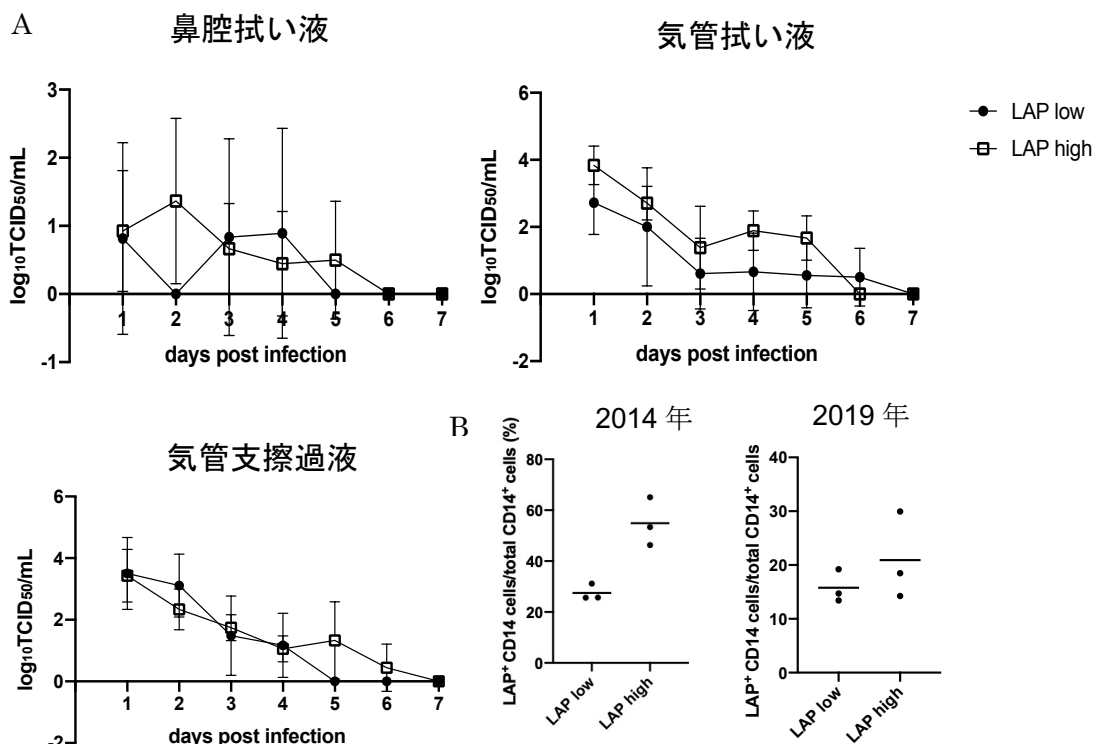 A
鼻腔拭い液
3
2
1
0
-1
log10TCID50/mL
1 2 3 4 5 6 7
days post infection
気管拭い液
6
4
2
0
-2
log10TCID50/mL
1 2 3 4 5 6 7
days post infection
LAP low
LAP high
気管支擦過液
6
4
2
0
-2
log10TCID50/mL
1 2 3 4 5 6 7
days post infection
B
2014 年
80
60
40
20
0
LAP+ CD14 cells/total CD14+ cells (%)
LAP low
LAP high
2019 年
40
30
20
10
0
LAP+ CD14 cells/total CD14+ cells
LAP low
LAP high